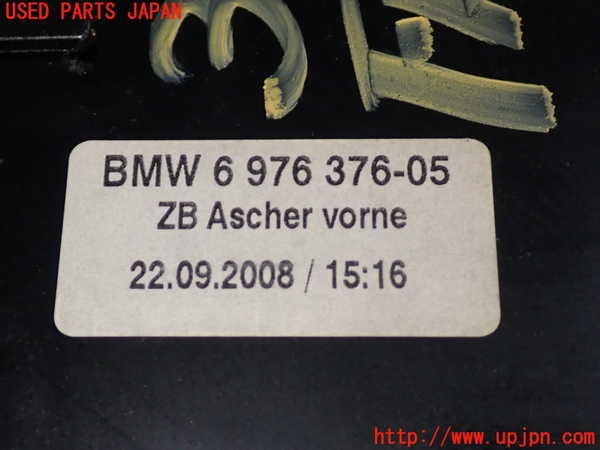 USED PARTS JAPAN
BMW 6 976 376-05
ZB Ascher vorne
22.09.2008 / 15:16
http://www.upjpn.com/